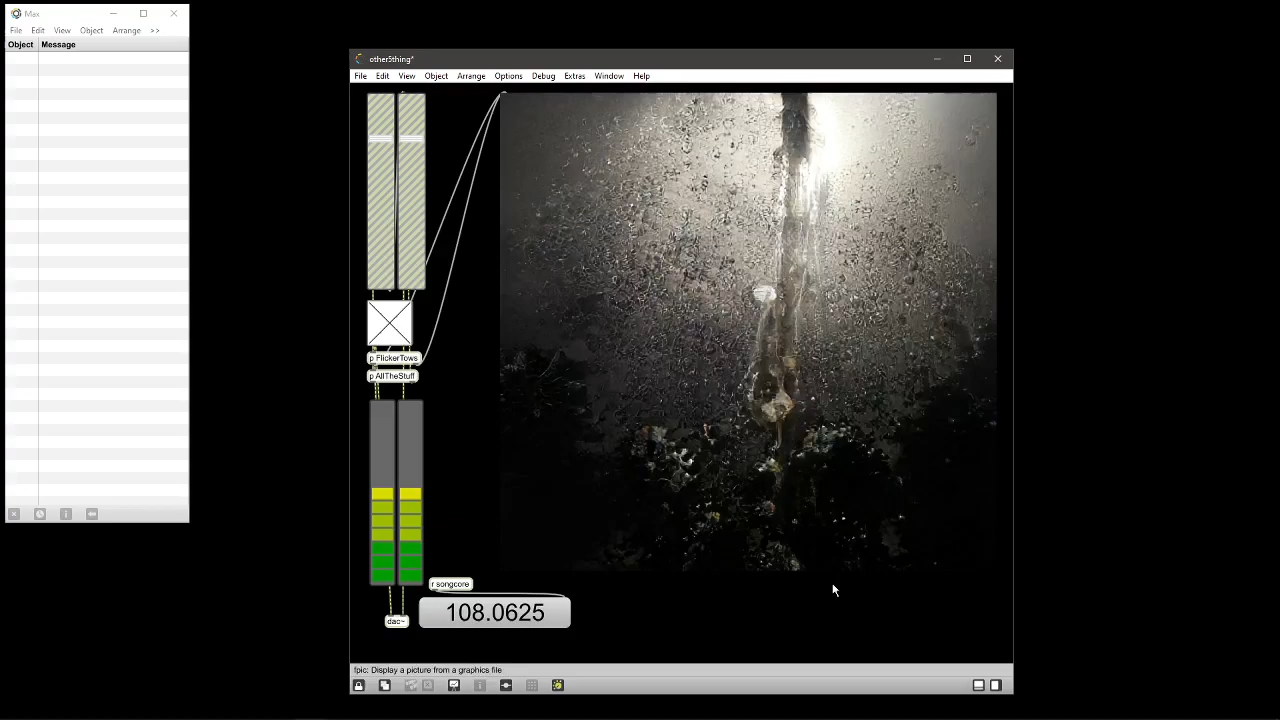 Max
File Edit View Object Arrange >>
Object Message
other5thing*
File Edit View Object Arrange Options Debug Extras Window Help
p FlickerTows
p AllTheStuff
r songcore
108.0625
dac~
fpic: Display a picture from a graphics file